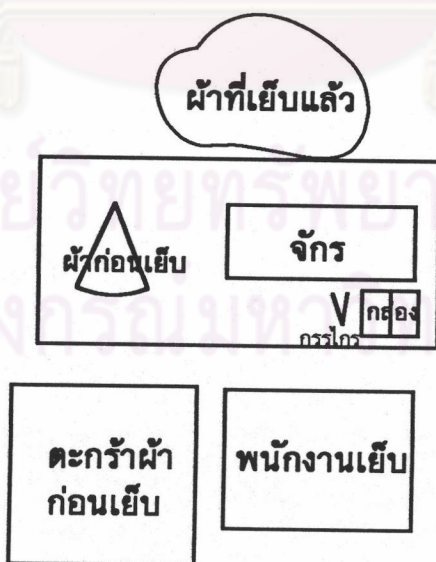 ผ้าที่เย็บแล้ว
ผ้าก่อนเย็บ
จักร
กล่อง
กรรไกร
ตะกร้าผ้า
ก่อนเย็บ
พนักงานเย็บ